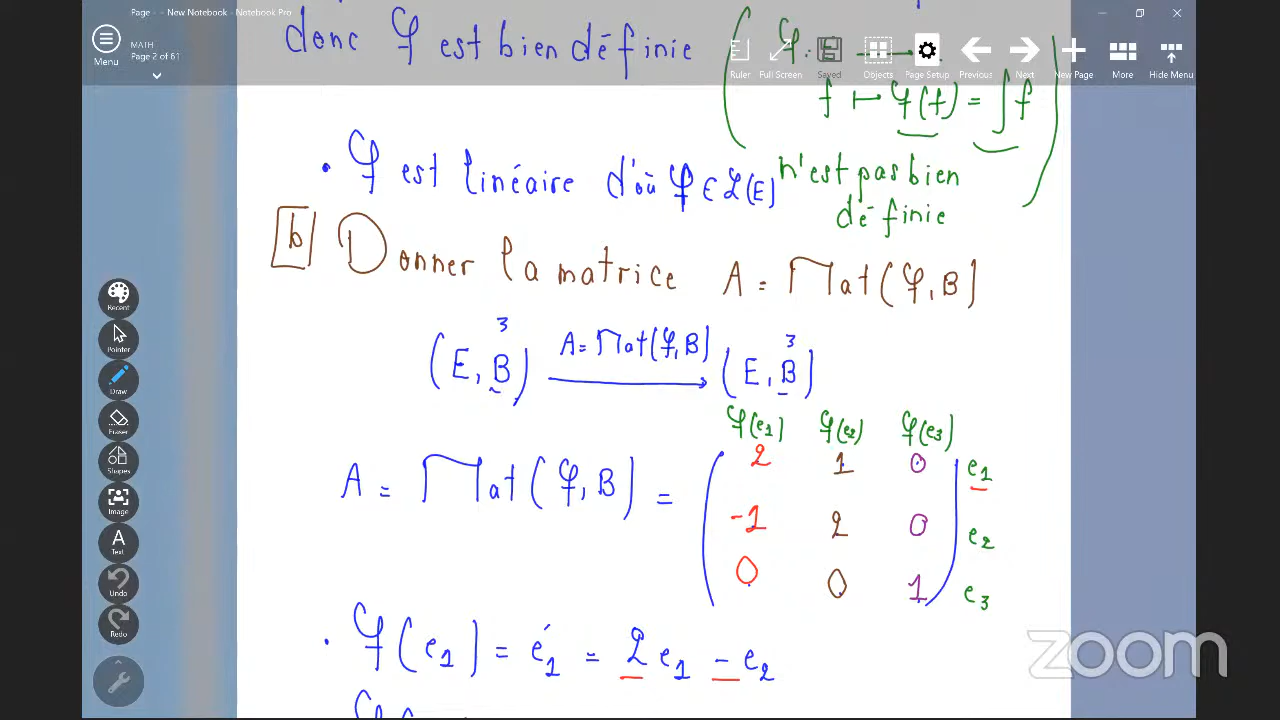 Page - New Notebook - Notebook Pro
Menu
MATH
Page 2 of 61
Ruler Full Screen Saved Objects Page Setup Previous Next New Page More Hide Menu
donc φ est bien définie
f ⟼ φ(f) = ∫ f
n'est pas bien
définie
• φ est linéaire d'où φ ∈ ℒ(E)
b Donner la matrice A = Mat(φ, B)
(E, B) 3 A = Mat(φ, B) ⟶ (E, B) 3
φ(e1) φ(e2) φ(e3)
A = Mat(φ, B) =
2 1 0 e1
-1 2 0 e2
0 0 1 e3
• φ(e1) = e'1 = 2e1 - e2
Recent
Pointer
Draw
Eraser
Shapes
Image
Text
Undo
Redo
zoom